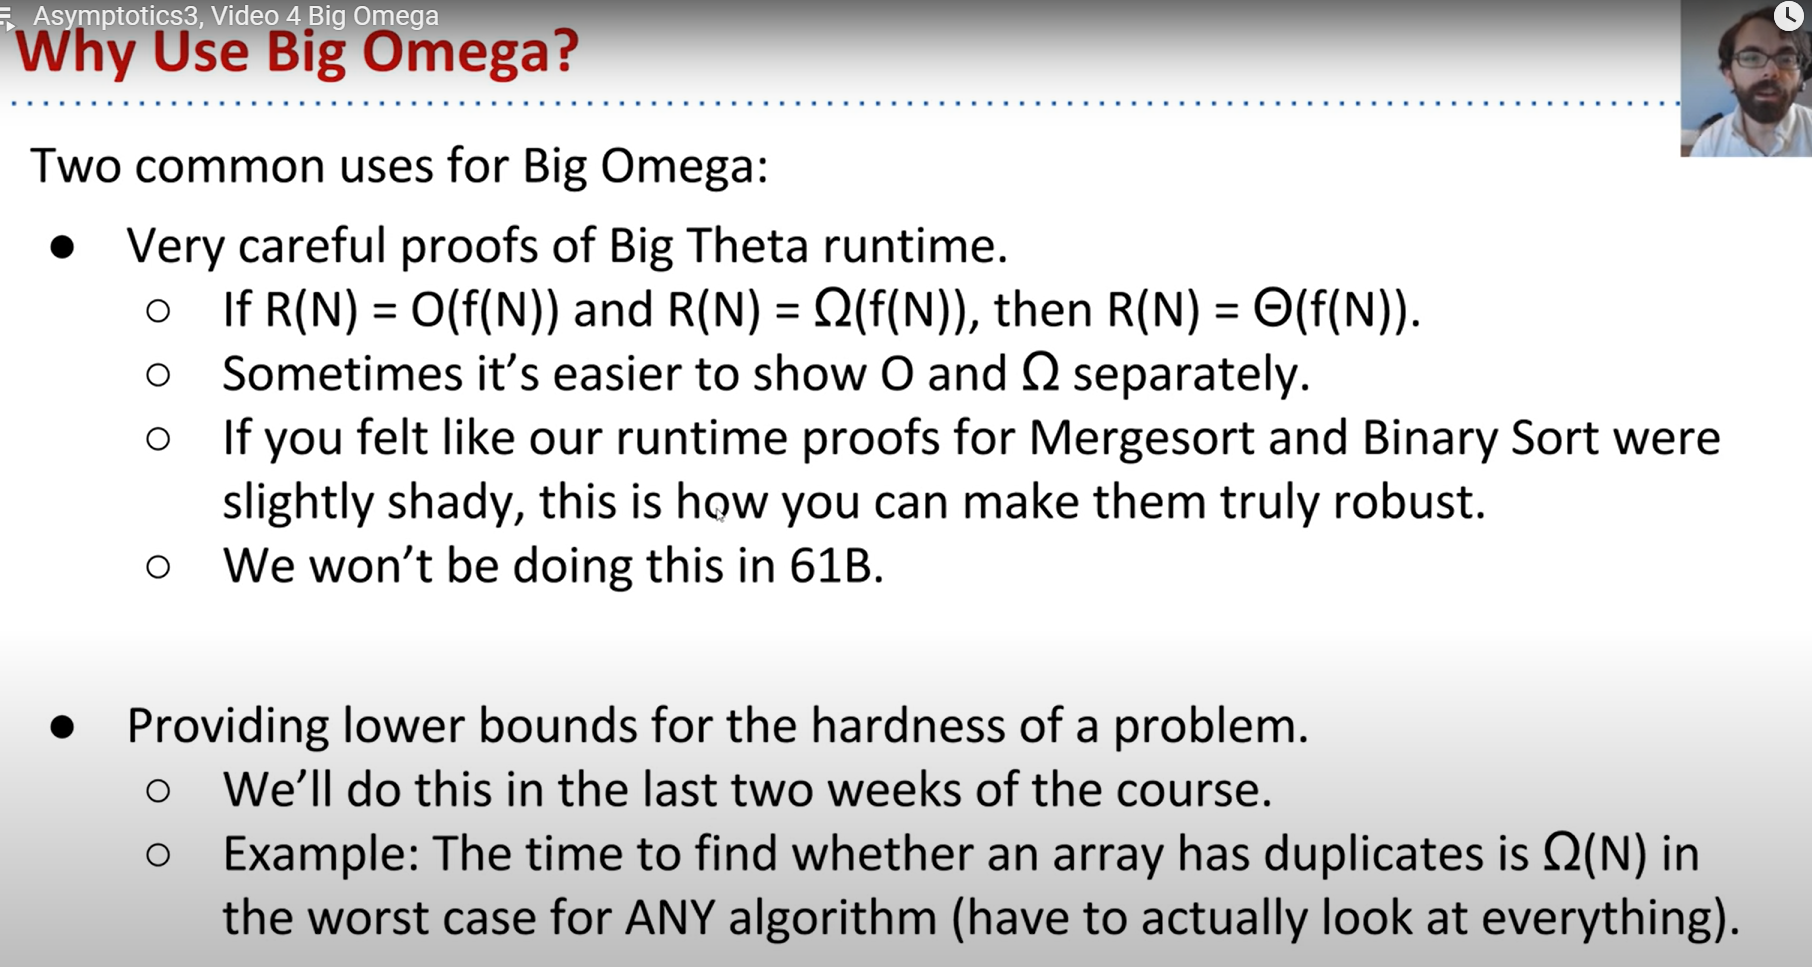 Asymptotics3, Video 4 Big Omega
Why Use Big Omega?
Two common uses for Big Omega:
● Very careful proofs of Big Theta runtime.
○ If R(N) = O(f(N)) and R(N) = Ω(f(N)), then R(N) = Θ(f(N)).
○ Sometimes it’s easier to show O and Ω separately.
○ If you felt like our runtime proofs for Mergesort and Binary Sort were
slightly shady, this is how you can make them truly robust.
○ We won’t be doing this in 61B.
● Providing lower bounds for the hardness of a problem.
○ We’ll do this in the last two weeks of the course.
○ Example: The time to find whether an array has duplicates is Ω(N) in
the worst case for ANY algorithm (have to actually look at everything).